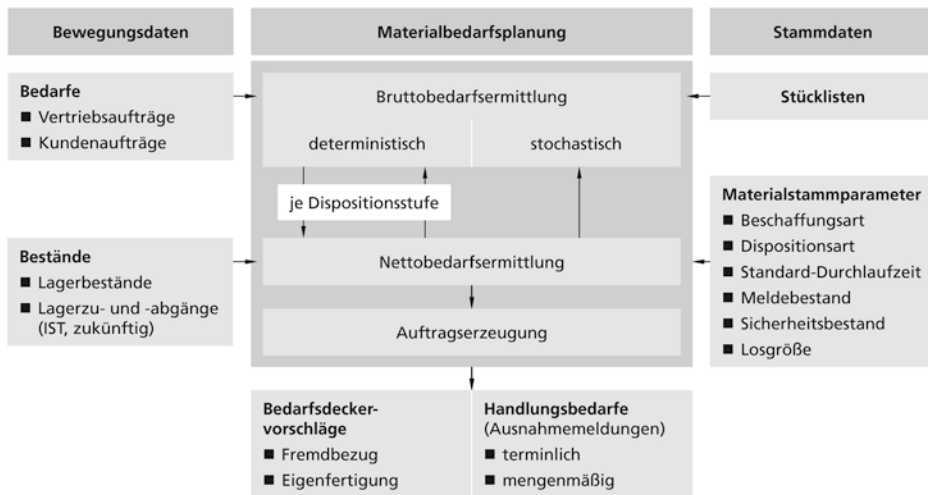 Bewegungsdaten
Materialbedarfsplanung
Stammdaten
Bedarfe
■ Vertriebsaufträge
■ Kundenaufträge
Bruttobedarfsermittlung
deterministisch
stochastisch
je Dispositionsstufe
Stücklisten
Bestände
■ Lagerbestände
■ Lagerzu- und -abgänge
(IST, zukünftig)
Nettobedarfsermittlung
Auftragserzeugung
Materialstammparameter
■ Beschaffungsart
■ Dispositionsart
■ Standard-Durchlaufzeit
■ Meldebestand
■ Sicherheitsbestand
■ Losgröße
Bedarfsdecker-
vorschläge
■ Fremdbezug
■ Eigenfertigung
Handlungsbedarfe
(Ausnahmemeldungen)
■ terminlich
■ mengenmäßig